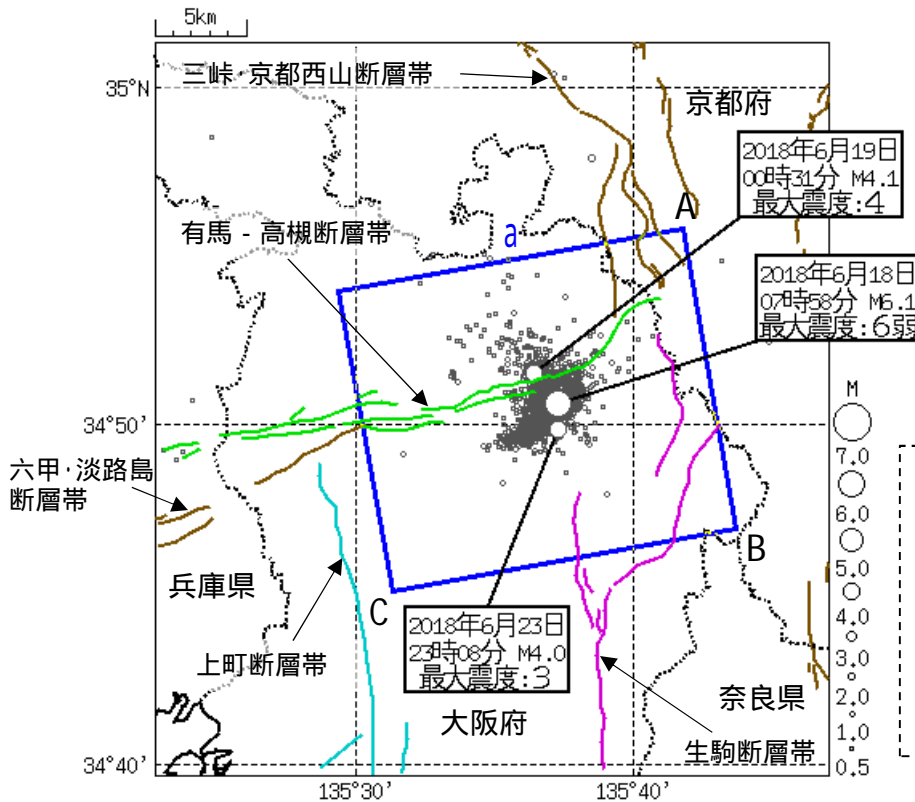 5km
三峠・京都西山断層帯
35°N
京都府
2018年6月19日
00時31分 M4.1
最大震度:4
A
有馬 - 高槻断層帯
a
2018年6月18日
07時58分 M6.1
最大震度:6弱
34°50'
M
7.0
6.0
5.0
4.0
3.0
2.0
1.0
0.5
六甲・淡路島
断層帯
B
兵庫県
C
2018年6月23日
23時08分 M4.0
最大震度:3
上町断層帯
奈良県
大阪府
生駒断層帯
34°40'
135°30'
135°40'